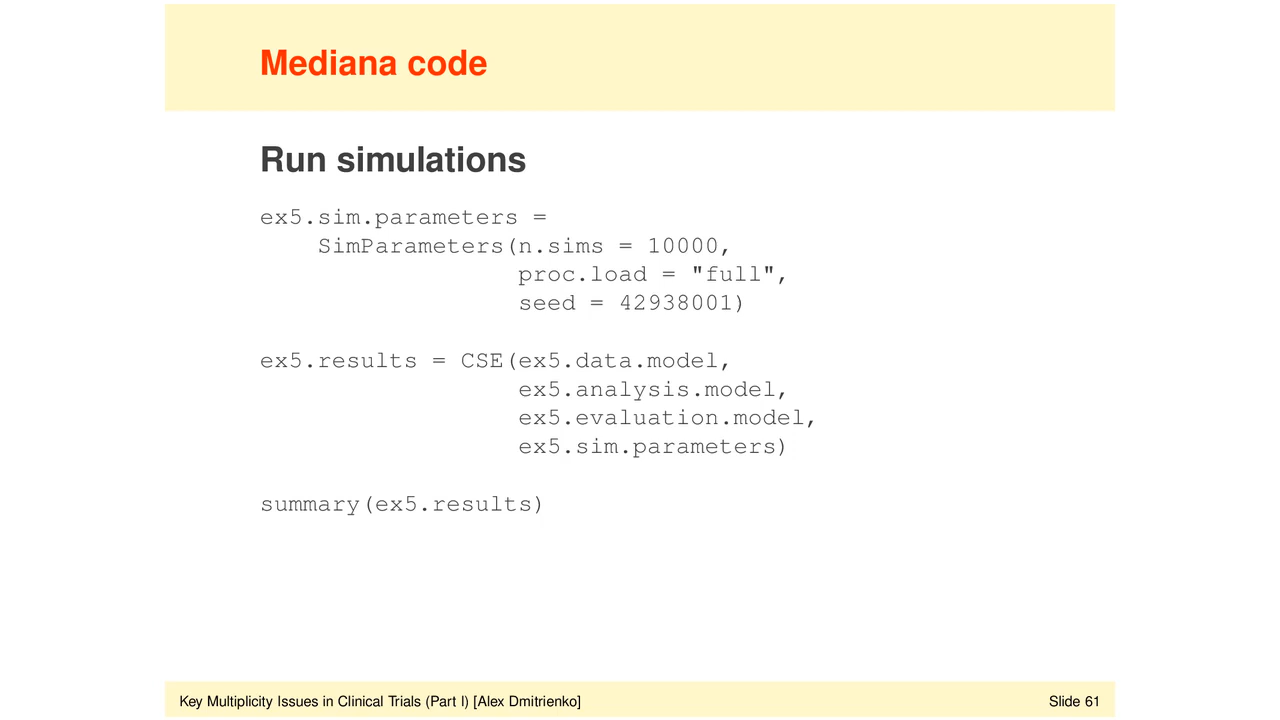 Mediana code
Run simulations
ex5.sim.parameters =
    SimParameters(n.sims = 10000,
                  proc.load = "full",
                  seed = 42938001)
ex5.results = CSE(ex5.data.model,
                  ex5.analysis.model,
                  ex5.evaluation.model,
                  ex5.sim.parameters)
summary(ex5.results)
Key Multiplicity Issues in Clinical Trials (Part I) [Alex Dmitrienko]
Slide 61